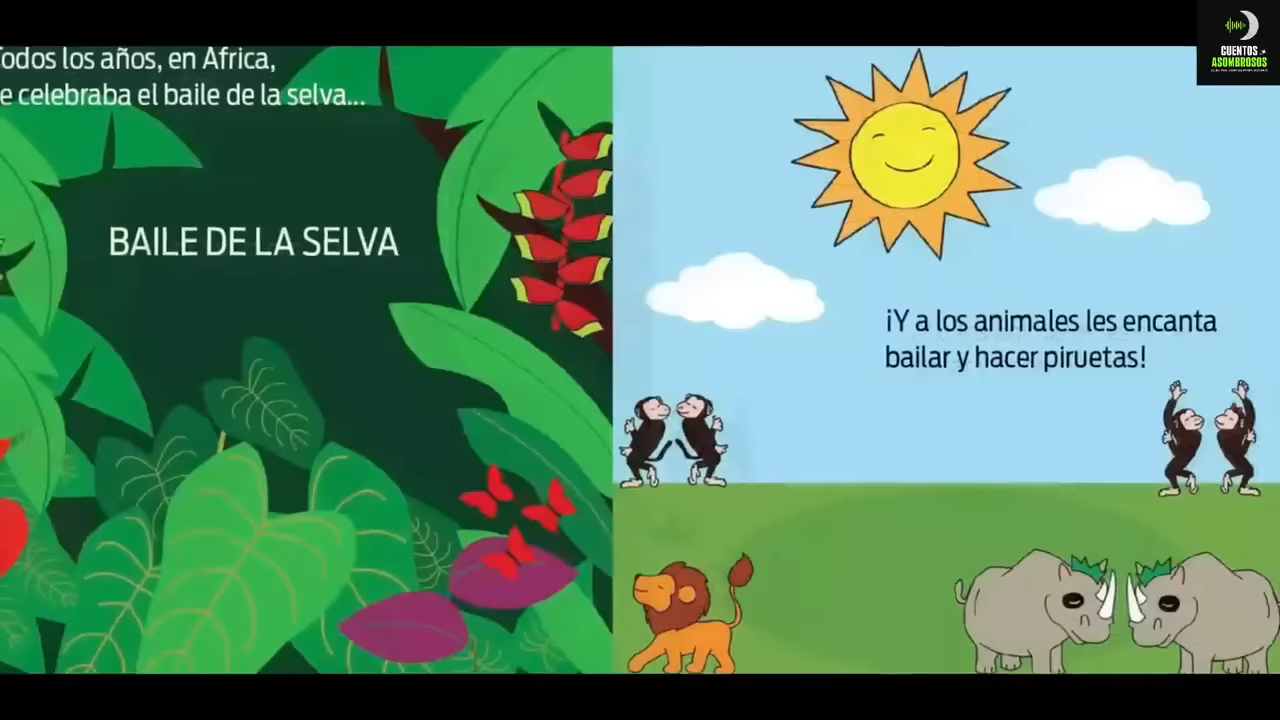 odos los años, en Africa,
e celebraba el baile de la selva...
BAILE DE LA SELVA
¡Y a los animales les encanta
bailar y hacer piruetas!
CUENTOS
ASOMBROSOS